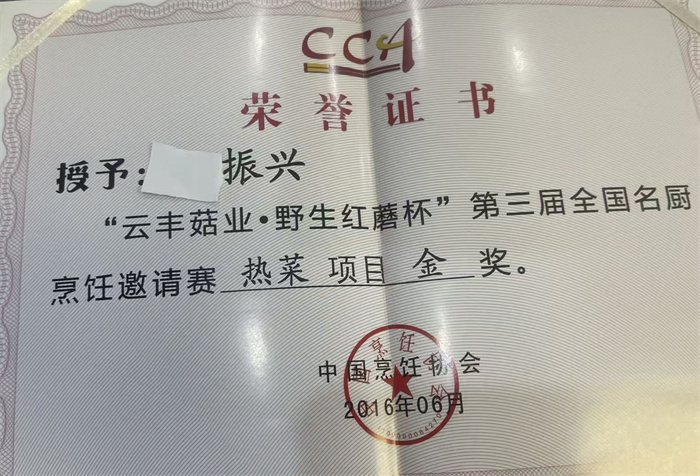 CCA
荣誉证书
授予:振兴
“云丰菇业·野生红蘑杯”第三届全国名厨
烹饪邀请赛 热菜 项目 金 奖。
中国烹饪协会
2016年06月